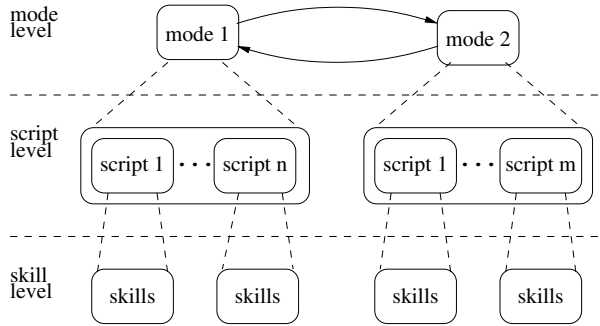 mode
level
mode 1
mode 2
script
level
script 1 ··· script n
script 1 ··· script m
skill
level
skills
skills
skills
skills